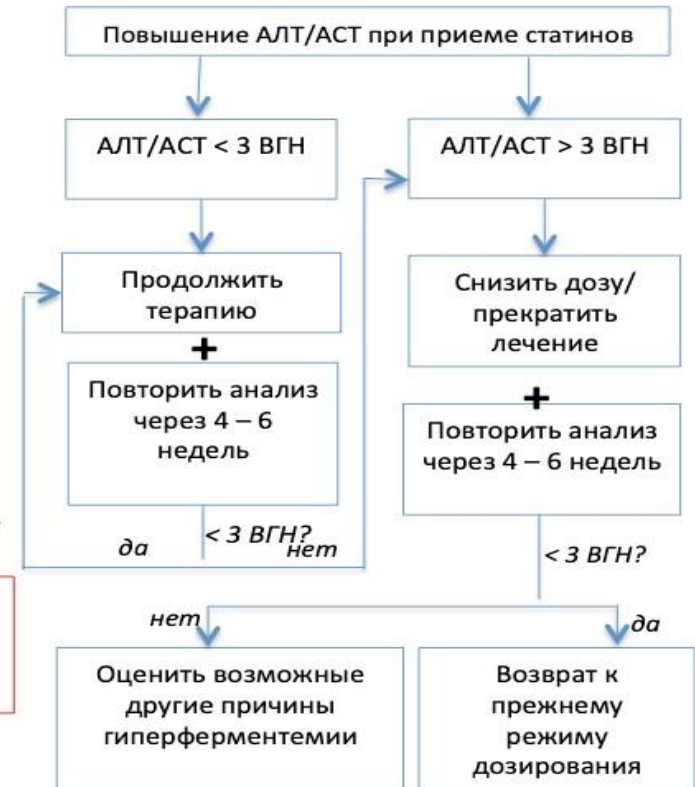 Повышение АЛТ/АСТ при приеме статинов
АЛТ/АСТ < 3 ВГН
АЛТ/АСТ > 3 ВГН
Продолжить
терапию
+
Повторить анализ
через 4 – 6
недель
< 3 ВГН?
да
нет
Снизить дозу/
прекратить
лечение
+
Повторить анализ
через 4 – 6 недель
< 3 ВГН?
нет
да
Оценить возможные
другие причины
гиперферментемии
Возврат к
прежнему
режиму
дозирования